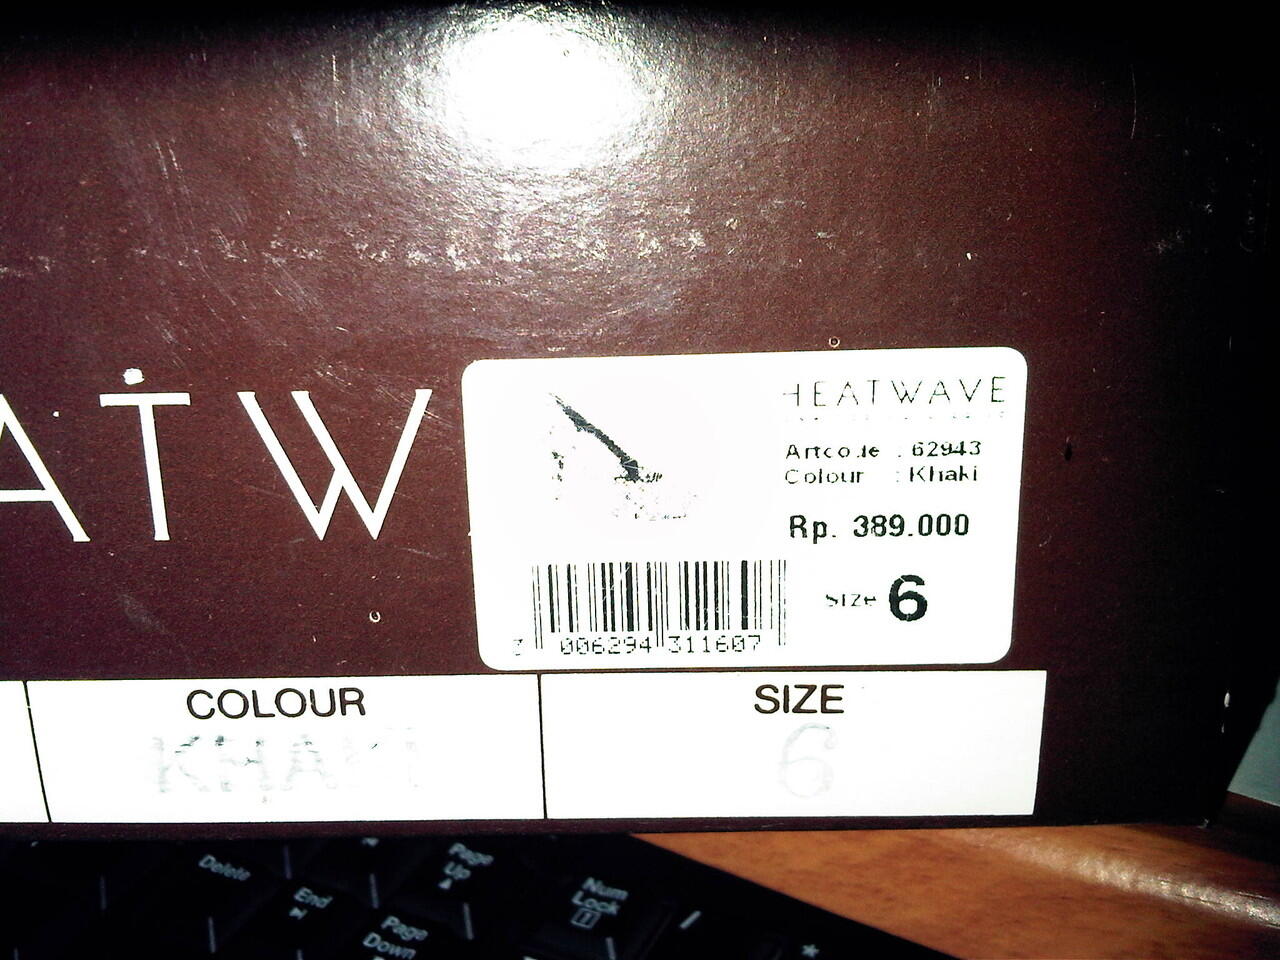 ATW
HEATWAVE
Artcode : 62943
Colour : Khaki
Rp. 389.000
Size 6
006294 311607
COLOUR
SIZE
KHAKI
6
Delete
End
Page
Up
Page
Down
Num
Lock
/
*